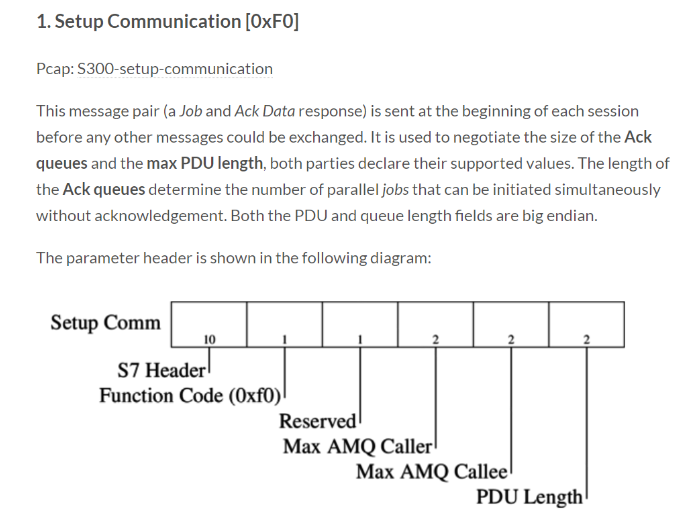 1. Setup Communication [0xF0]
Pcap: S300-setup-communication
This message pair (a Job and Ack Data response) is sent at the beginning of each session
before any other messages could be exchanged. It is used to negotiate the size of the Ack
queues and the max PDU length, both parties declare their supported values. The length of
the Ack queues determine the number of parallel jobs that can be initiated simultaneously
without acknowledgement. Both the PDU and queue length fields are big endian.
The parameter header is shown in the following diagram:
Setup Comm
10 1 1 2 2 2
S7 Header
Function Code (0xf0)
Reserved
Max AMQ Caller
Max AMQ Callee
PDU Length